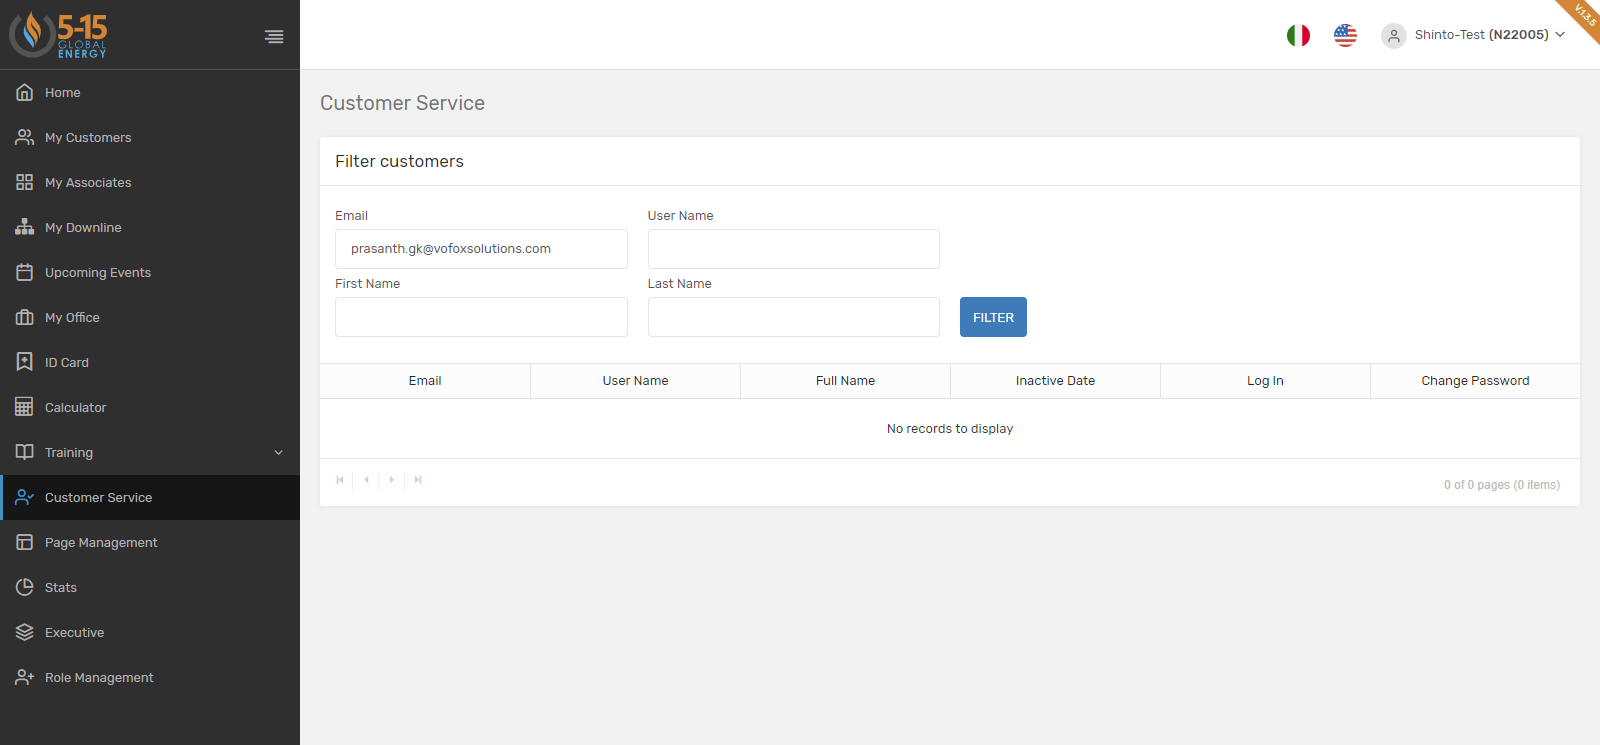 5-15
GLOBAL
ENERGY
Shinto-Test (N22005)
V.1.3.5
Home
My Customers
My Associates
My Downline
Upcoming Events
My Office
ID Card
Calculator
Training
Customer Service
Page Management
Stats
Executive
Role Management
Customer Service
Filter customers
Email User Name
prasanth.gk@vofoxsolutions.com
First Name Last Name
FILTER
Email User Name Full Name Inactive Date Log In Change Password
No records to display
0 of 0 pages (0 items)